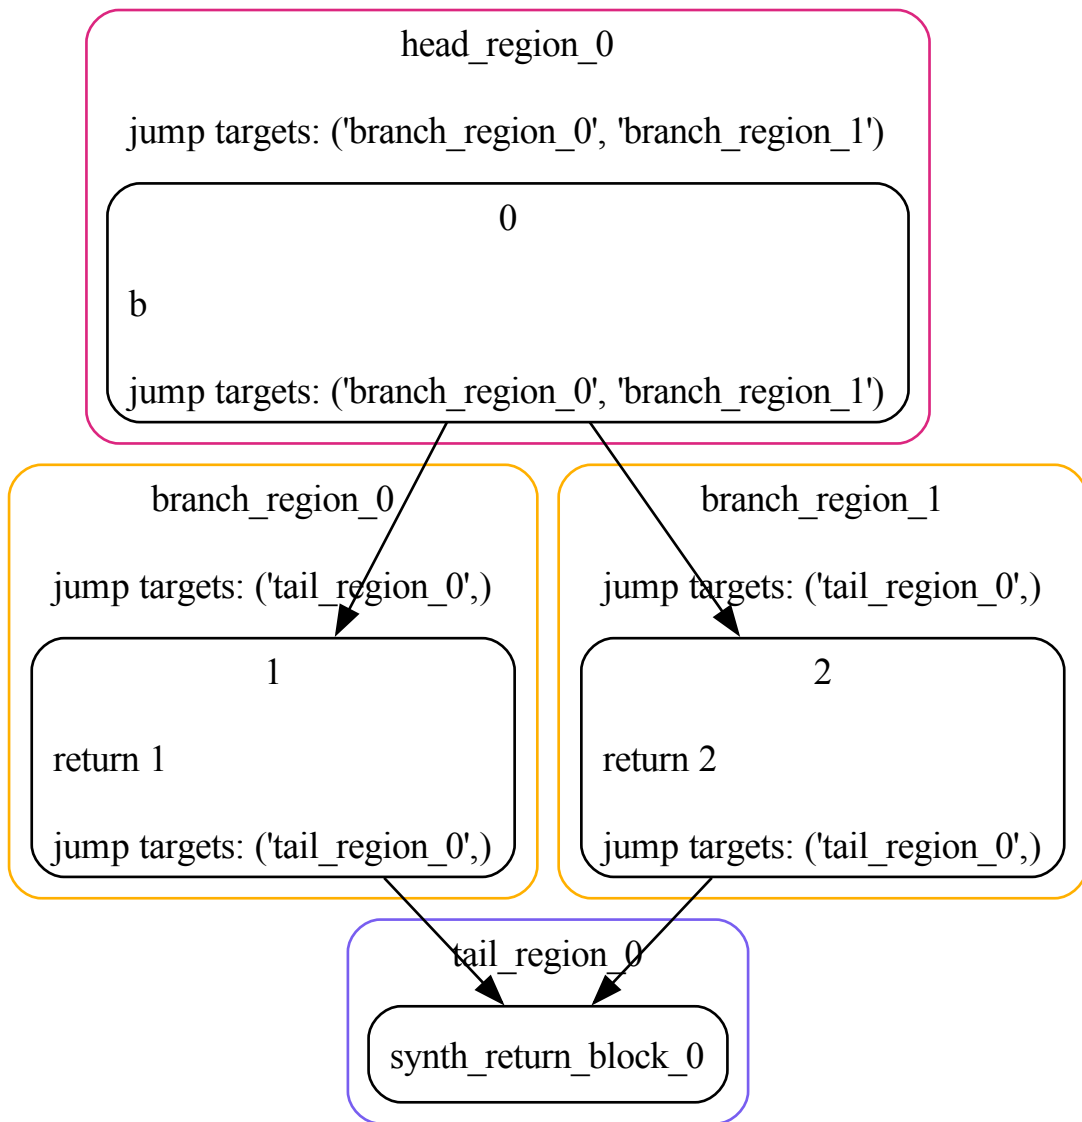 head_region_0
jump targets: ('branch_region_0', 'branch_region_1')
0
b
jump targets: ('branch_region_0', 'branch_region_1')
branch_region_0
jump targets: ('tail_region_0',)
1
return 1
jump targets: ('tail_region_0',)
branch_region_1
jump targets: ('tail_region_0',)
2
return 2
jump targets: ('tail_region_0',)
tail_region_0
synth_return_block_0